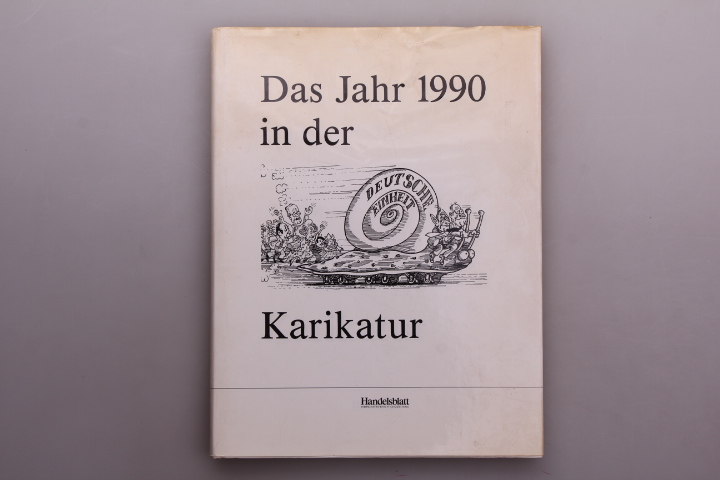 Das Jahr 1990
in der
DEUTSCHE
EINHEIT
Karikatur
Handelsblatt